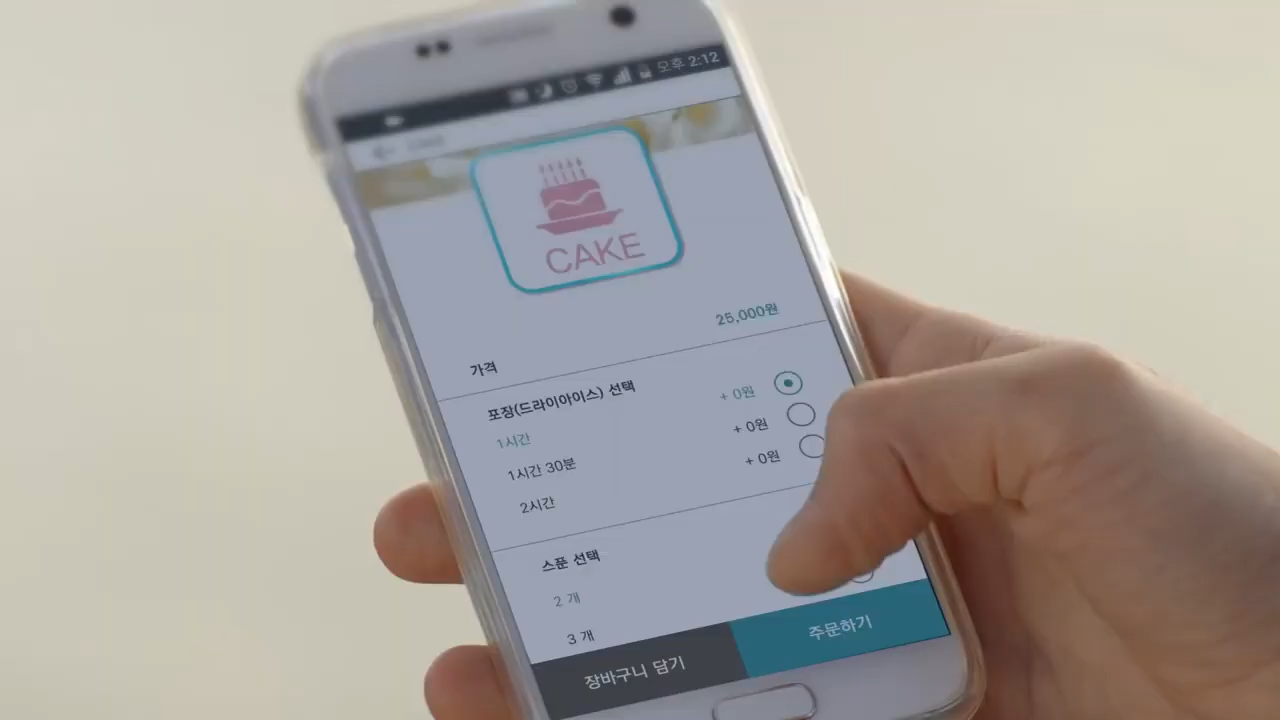 오후 2:12
CAKE
25,000원
가격
포장(드라이아이스) 선택
1시간 + 0원
1시간 30분 + 0원
2시간 + 0원
스푼 선택
2 개
3 개
장바구니 담기 주문하기